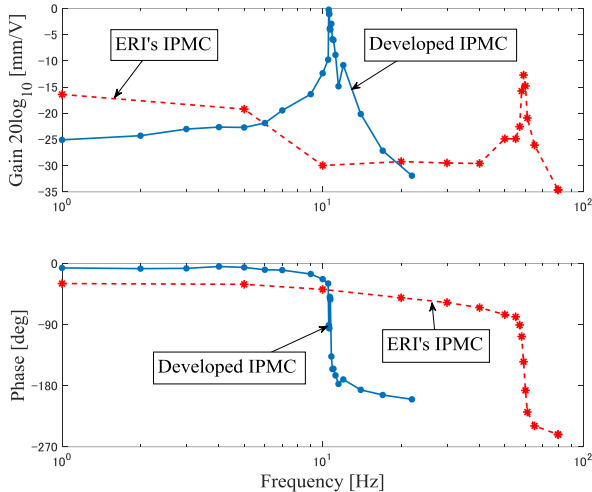 Gain 20log10 [mm/V]
0
-5
-10
-15
-20
-25
-30
-35
ERI's IPMC
Developed IPMC
10^0
10^1
10^2
Phase [deg]
0
-90
-180
-270
ERI's IPMC
Developed IPMC
10^0
10^1
10^2
Frequency [Hz]